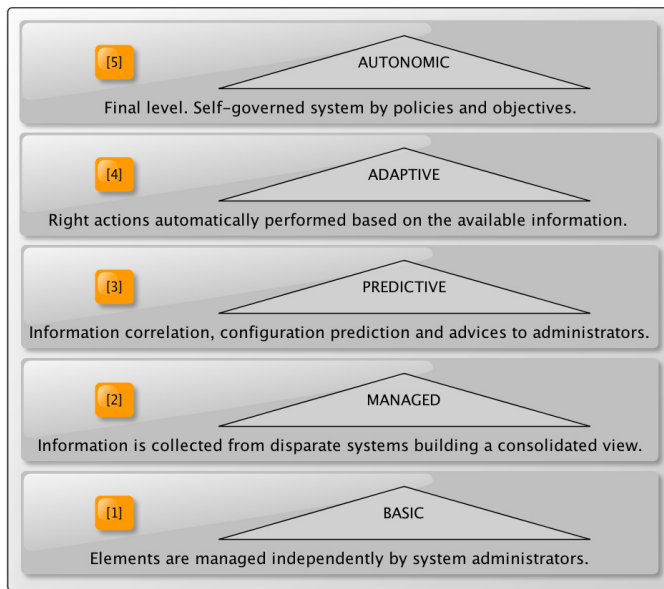 [5]
AUTONOMIC
Final level. Self-governed system by policies and objectives.
[4]
ADAPTIVE
Right actions automatically performed based on the available information.
[3]
PREDICTIVE
Information correlation, configuration prediction and advices to administrators.
[2]
MANAGED
Information is collected from disparate systems building a consolidated view.
[1]
BASIC
Elements are managed independently by system administrators.